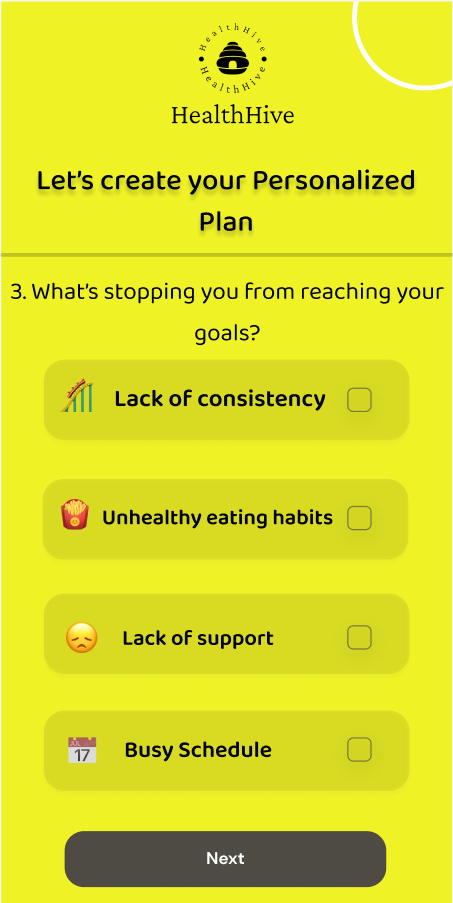 HealthHive
HealthHive
HealthHive
Let's create your Personalized
Plan
3. What's stopping you from reaching your
goals?
Lack of consistency
Unhealthy eating habits
Lack of support
JUL
17
Busy Schedule
Next